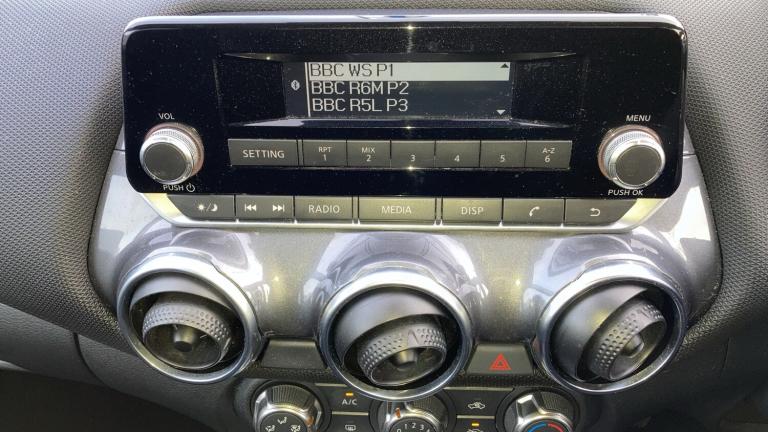 BBC WS P1
BBC R6M P2
BBC R5L P3
VOL
MENU
SETTING
RPT
1
MIX
2
3
4
5
A-Z
6
PUSH
PUSH OK
RADIO
MEDIA
DISP
A/C